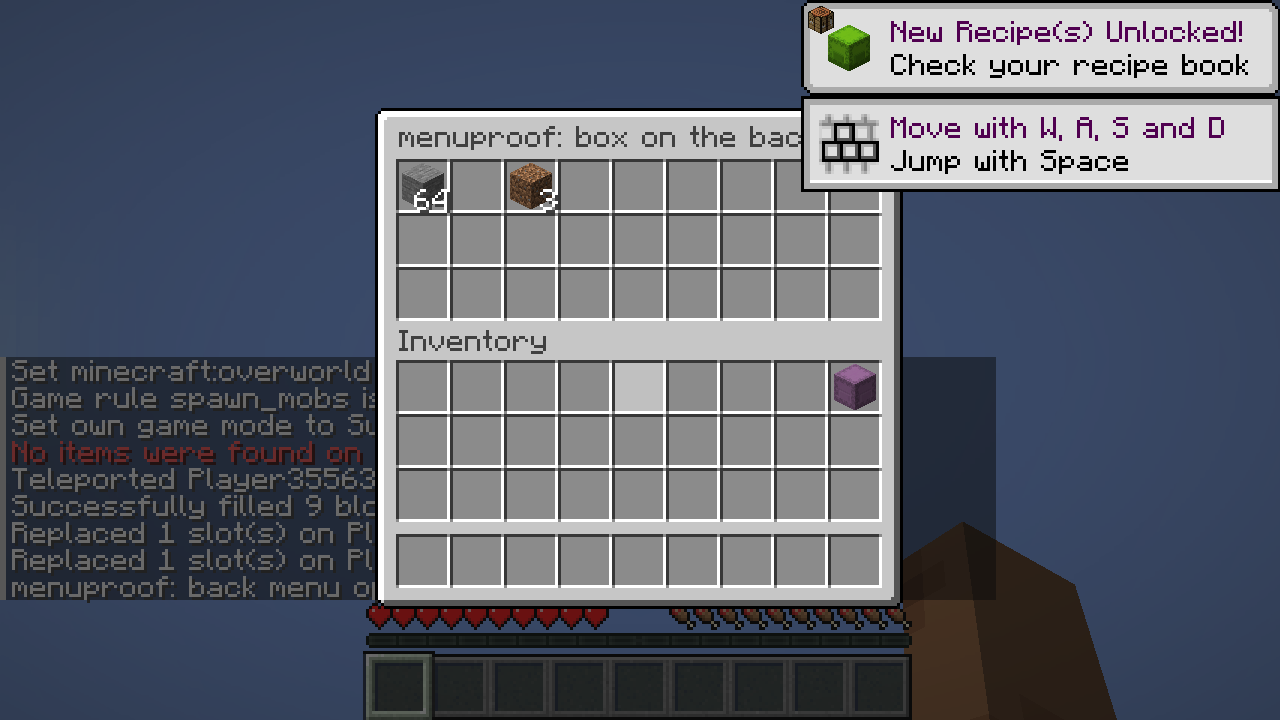 New Recipe(s) Unlocked!
Check your recipe book
Move with W, A, S and D
Jump with Space
menuproof: box on the bac
64
3
Inventory
Set minecraft:overworld
Game rule spawn_mobs is
Set own game mode to Su
No items were found on
Teleported Player35563
Successfully filled 9 blo
Replaced 1 slot(s) on Pl
Replaced 1 slot(s) on Pl
menuproof: back menu o